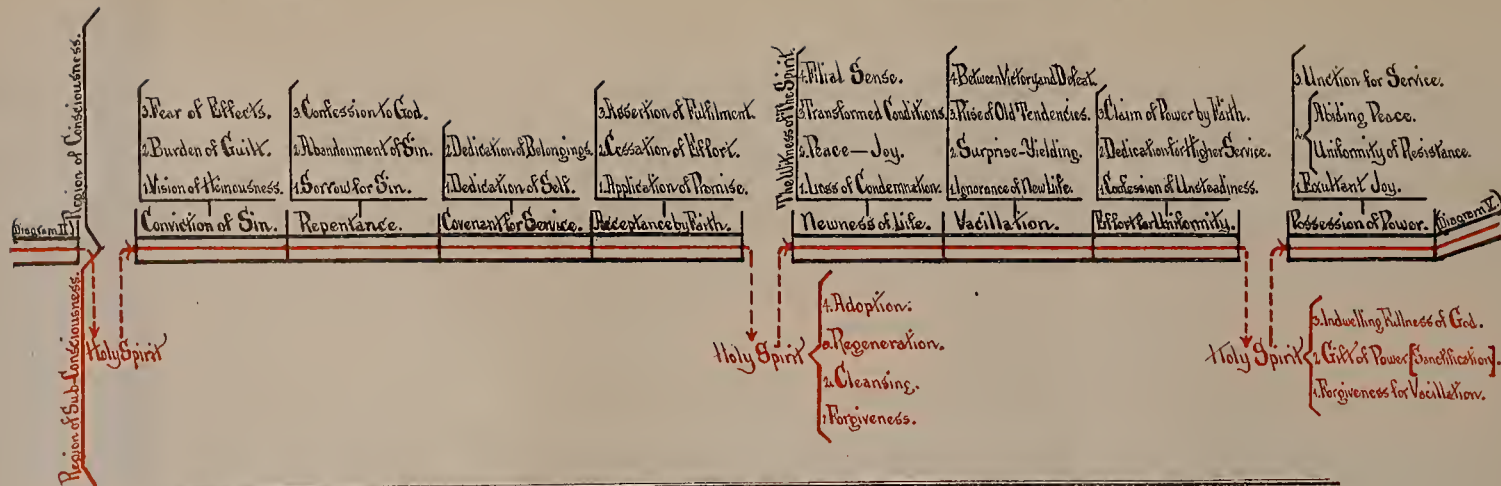 Region of Consciousness.
Region of Sub-Consciousness.
(Diagram II)
Holy Spirit
3. Fear of Effects.
2. Burden of Guilt.
1. Vision of Heinousness.
Conviction of Sin.
3. Confession to God.
2. Abandonment of Sin.
1. Sorrow for Sin.
Repentance.
2. Dedication of Belongings.
1. Dedication of Self.
Covenant for Service.
3. Assertion of Fulfilment.
2. Cessation of Effort.
1. Application of Promise.
Acceptance by Faith.
Holy Spirit
4. Adoption.
3. Regeneration.
2. Cleansing.
1. Forgiveness.
The Witness of The Spirit.
4. Filial Sense.
3. Transformed Conditions.
2. Peace—Joy.
1. Loss of Condemnation.
Newness of Life.
4. Between Victory and Defeat.
3. Rise of Old Tendencies.
2. Surprise-Yielding.
1. Ignorance of New Life.
Vacillation.
3. Claim of Power by Faith.
2. Dedication for Higher Service.
1. Confession of Unsteadiness.
Effort for Uniformity.
Holy Spirit
3. Indwelling Fullness of God.
2. Gift of Power [Sanctification].
1. Forgiveness for Vacillation.
3. Unction for Service.
2. Abiding Peace.
Uniformity of Resistance.
1. Exultant Joy.
Possession of Power.